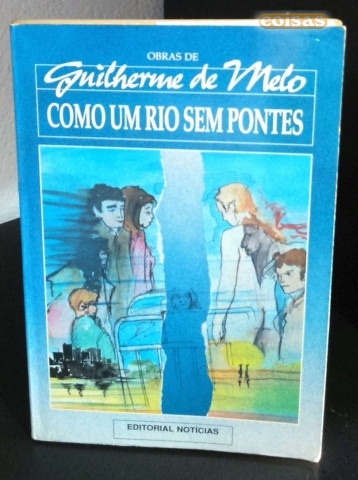 coisas
OBRAS DE
Guilherme de Melo
COMO UM RIO SEM PONTES
EDITORIAL NOTÍCIAS